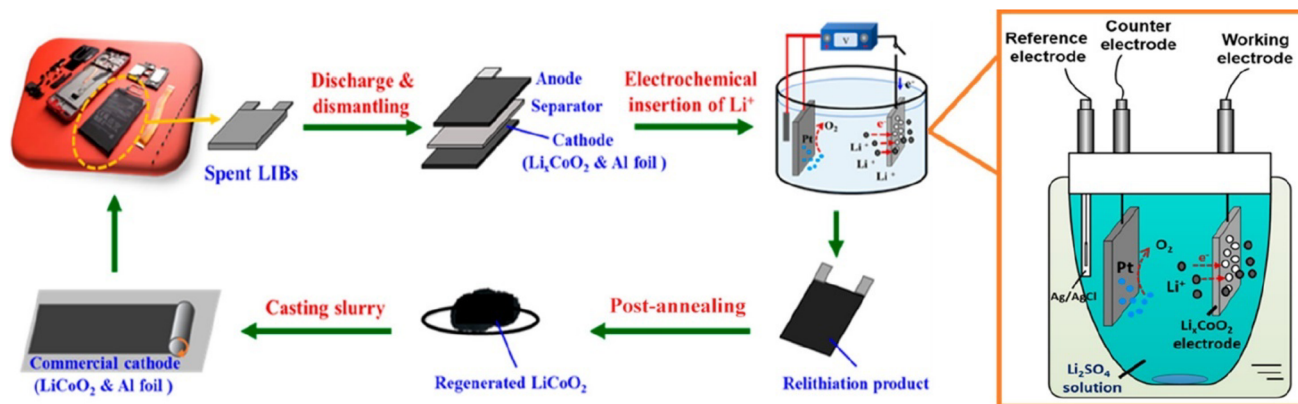 Spent LIBs
Discharge &
dismantling
Anode
Separator
Cathode
(LiₓCoO₂ & Al foil )
Electrochemical
insertion of Li⁺
V
e⁻
Pt
O₂
e⁻
Li ⁺
Li ⁺
Li ⁺
Reference
electrode
Counter
electrode
Working
electrode
O₂
Pt
e⁻
Li⁺
Ag/AgCl
LiₓCoO₂
electrode
Li₂SO₄
solution
Relithiation product
Post-annealing
Regenerated LiCoO₂
Casting slurry
Commercial cathode
(LiCoO₂ & Al foil )